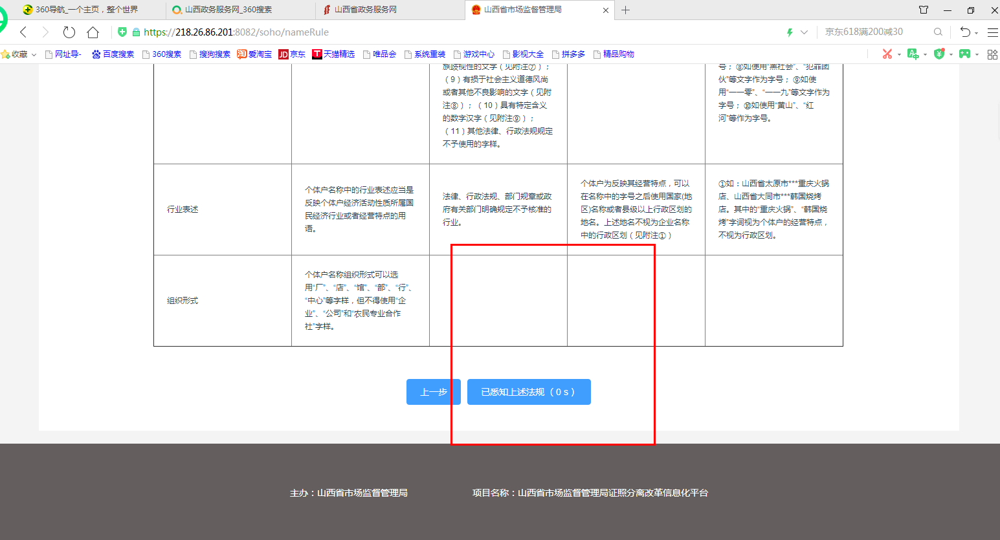 360导航_一个主页，整个世界
山西政务服务网_360搜索
山西省政务服务网
山西省市场监督管理局
https://218.26.86.201:8082/soho/nameRule
京东618满200减30
收藏
网址导-
百度搜索
360搜索
搜狗搜索
爱淘宝
京东
天猫精选
唯品会
系统重装
游戏中心
影视大全
拼多多
精品购物
族歧视性的文字（见附注⑦）；
（9）有损于社会主义道德风尚
或者其他不良影响的文字（见附
注⑧）；（10）具有特定含义
的数字汉字（见附注⑨）；
（11）其他法律、行政法规规定
不予使用的字样。
号； ⑧如使用“黑社会”、“犯罪团
伙”等文字作为字号； ⑨如使
用“一一零”、“一一九”等文字作为
字号； ⑩如使用“黄山”、“红
河”等作为字号。
行业表述
个体户名称中的行业表述应当是
反映个体户经济活动性质所属国
民经济行业或者经营特点的用
语。
法律、行政法规、部门规章或政
府有关部门明确规定不予核准的
行业。
个体户为反映其经营特点，可以
在名称中的字号之后使用国家(地
区)名称或者县级以上行政区划的
地名。上述地名不视为企业名称
中的行政区划（见附注①）
①如：山西省太原市***重庆火锅
店、山西省大同市***韩国烧烤
店。其中的“重庆火锅”、“韩国烧
烤”字词视为个体户的经营特点，
不视为行政区划。
组织形式
个体户名称组织形式可以选
用“厂”、“店”、“馆”、“部”、“行”、
“中心”等字样，但不得使用“企
业”、“公司”和“农民专业合作
社”字样。
上一步
已悉知上述法规 （0 s）
主办：山西省市场监督管理局
项目名称：山西省市场监督管理局证照分离改革信息化平台